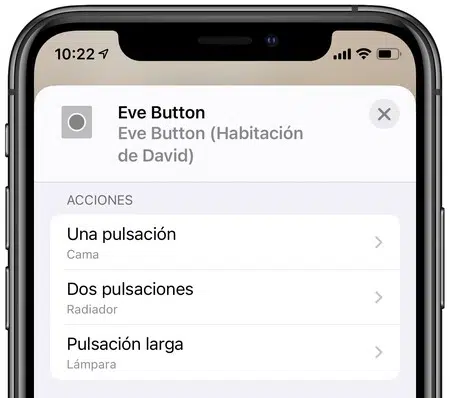 10:22
Eve Button
Eve Button (Habitación
de David)
ACCIONES
Una pulsación
Cama
Dos pulsaciones
Radiador
Pulsación larga
Lámpara